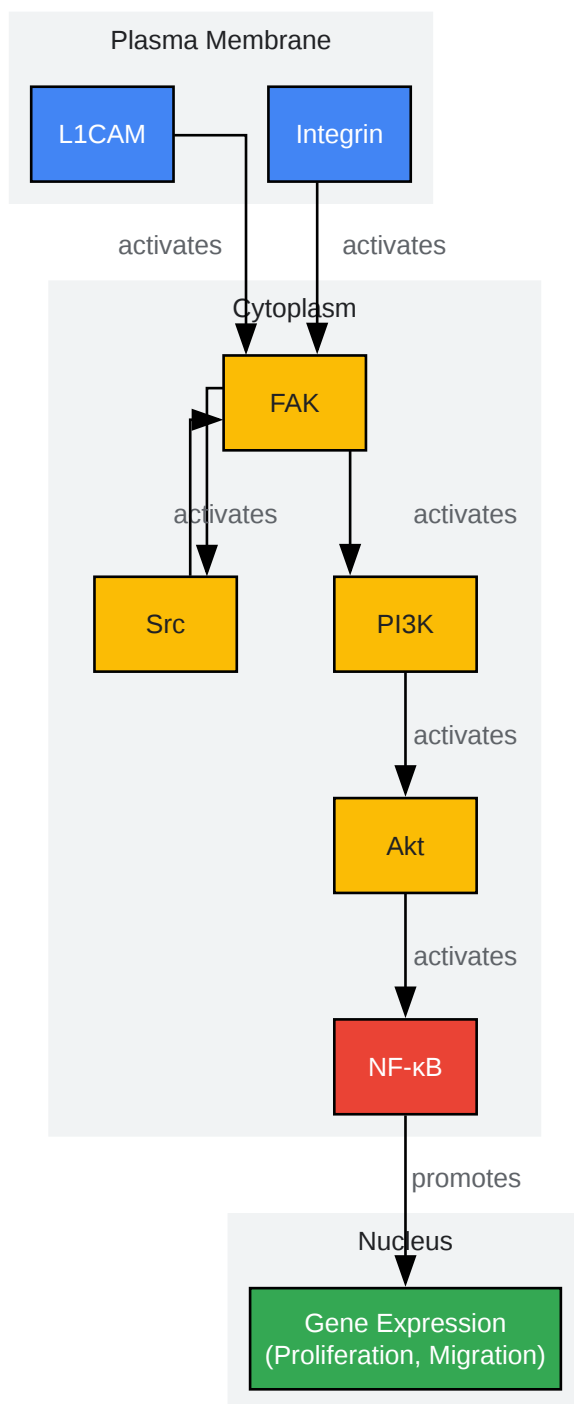 Plasma Membrane
L1CAM
Integrin
activates
activates
Cytoplasm
FAK
activates
activates
Src
PI3K
activates
Akt
activates
NF-κB
promotes
Nucleus
Gene Expression
(Proliferation, Migration)